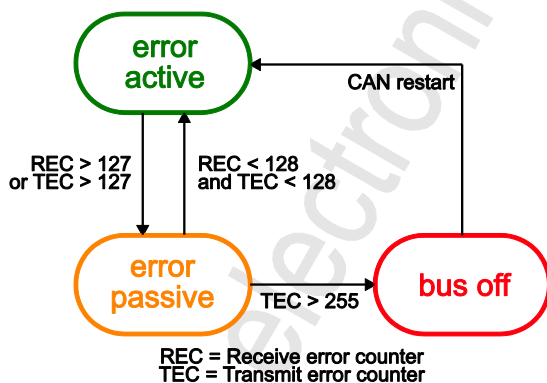 error
active
CAN restart
REC > 127
or TEC > 127
REC < 128
and TEC < 128
error
passive
TEC > 255
bus off
REC = Receive error counter
TEC = Transmit error counter
electroni